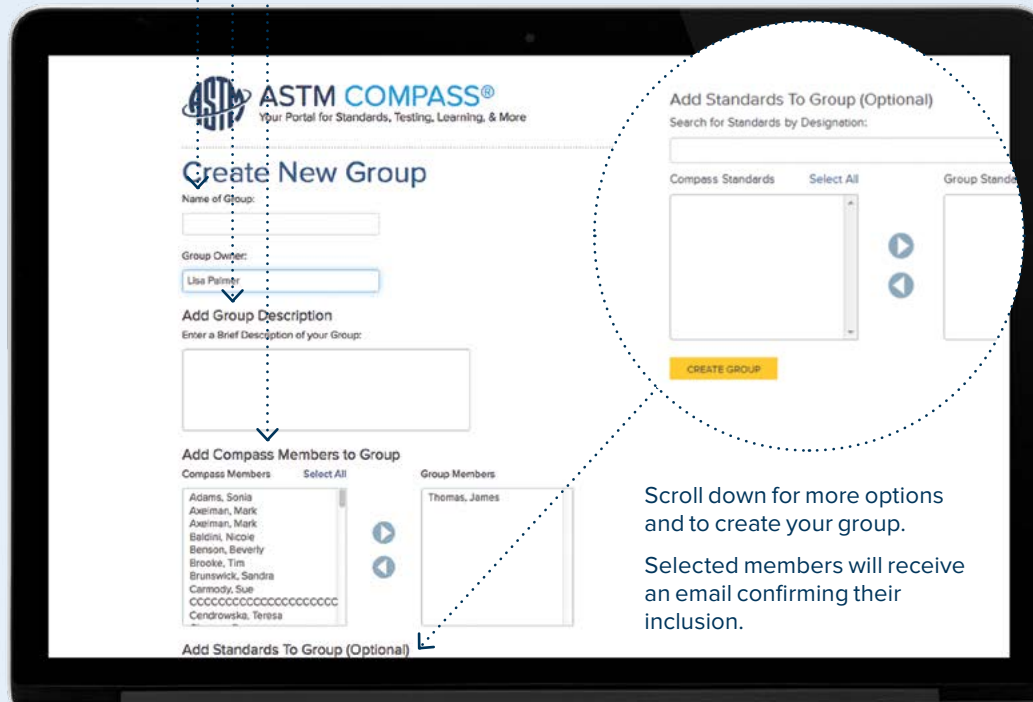 ASTM
ASTM COMPASS®
Your Portal for Standards, Testing, Learning, & More
Create New Group
Name of Group:
Group Owner:
Lisa Palmer
Add Group Description
Enter a Brief Description of your Group:
Add Compass Members to Group
Compass Members Select All Group Members
Adams, Sonia
Axelman, Mark
Axelman, Mark
Baldini, Nicole
Benson, Beverly
Brooke, Tim
Brunswick, Sandra
Carmody, Sue
CCCCCCCCCCCCCCCCCCCCCC
Cendrowska, Teresa
Thomas, James
Add Standards To Group (Optional)
Add Standards To Group (Optional)
Search for Standards by Designation:
Compass Standards Select All Group Standa
CREATE GROUP
Scroll down for more options
and to create your group.
Selected members will receive
an email confirming their
inclusion.